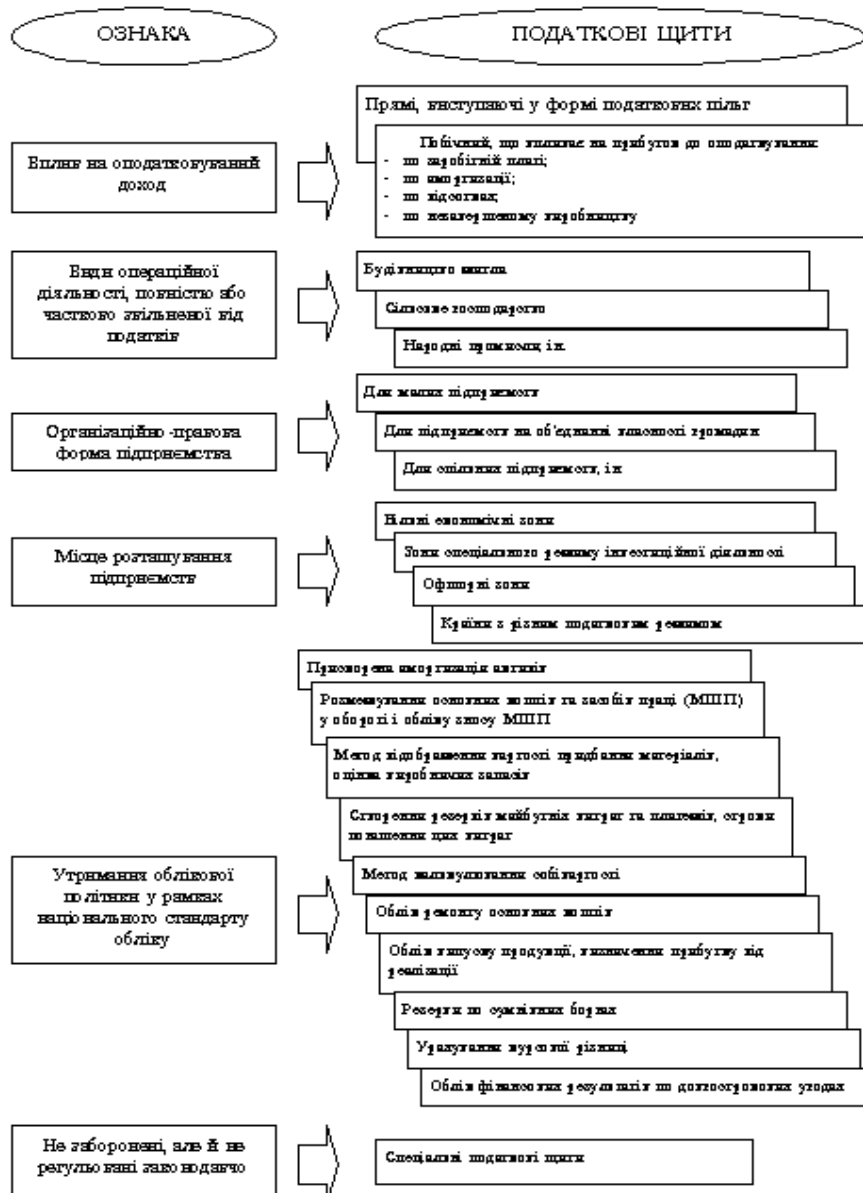 ОЗНАКА
ПОДАТКОВІ ЩИТИ
Вплив на оподатковуваний
доход
Прямі, виступаючі у формі податкових пільг
Побічний, що впливає на прибуток до оподаткування:
- по заробітній платі;
- по амортизації;
- по відсотках;
- по незавершеному виробництву
Види операційної
діяльності, повністю або
частково звільненої від
податків
Будівництво житла
Сільське господарство
Народні промисли, ін.
Організаційно-правова
форма підприємства
Для малих підприємств
Для підприємств на об'єднанні власності громадян
Для спільних підприємств, ін
Місце розташування
підприємств
Вільні економічні зони
Зони спеціального режиму інвестиційної діяльності
Офшорні зони
Країни з різним податковим режимом
Утримання облікової
політики у рамках
національного стандарту
обліку
Прискорена амортизація активів
Розмежування основних коштів та засобів праці (МШП)
у обороті і обліку зносу МШП
Метод відображення вартості придбання матеріалів,
оцінка виробничих запасів
Створення резервів майбутніх витрат та платежів, строки
погашення цих витрат
Метод калькулювання собівартості
Облік ремонту основних коштів
Облік випуску продукції, визначення прибутку від
реалізації
Резерви по сумнівних боргах
Урахування курсової різниці
Облік фінансових результатів по довгострокових угодах
Не заборонені, але й не
регульовані законодавчо
Спеціальні податкові щити